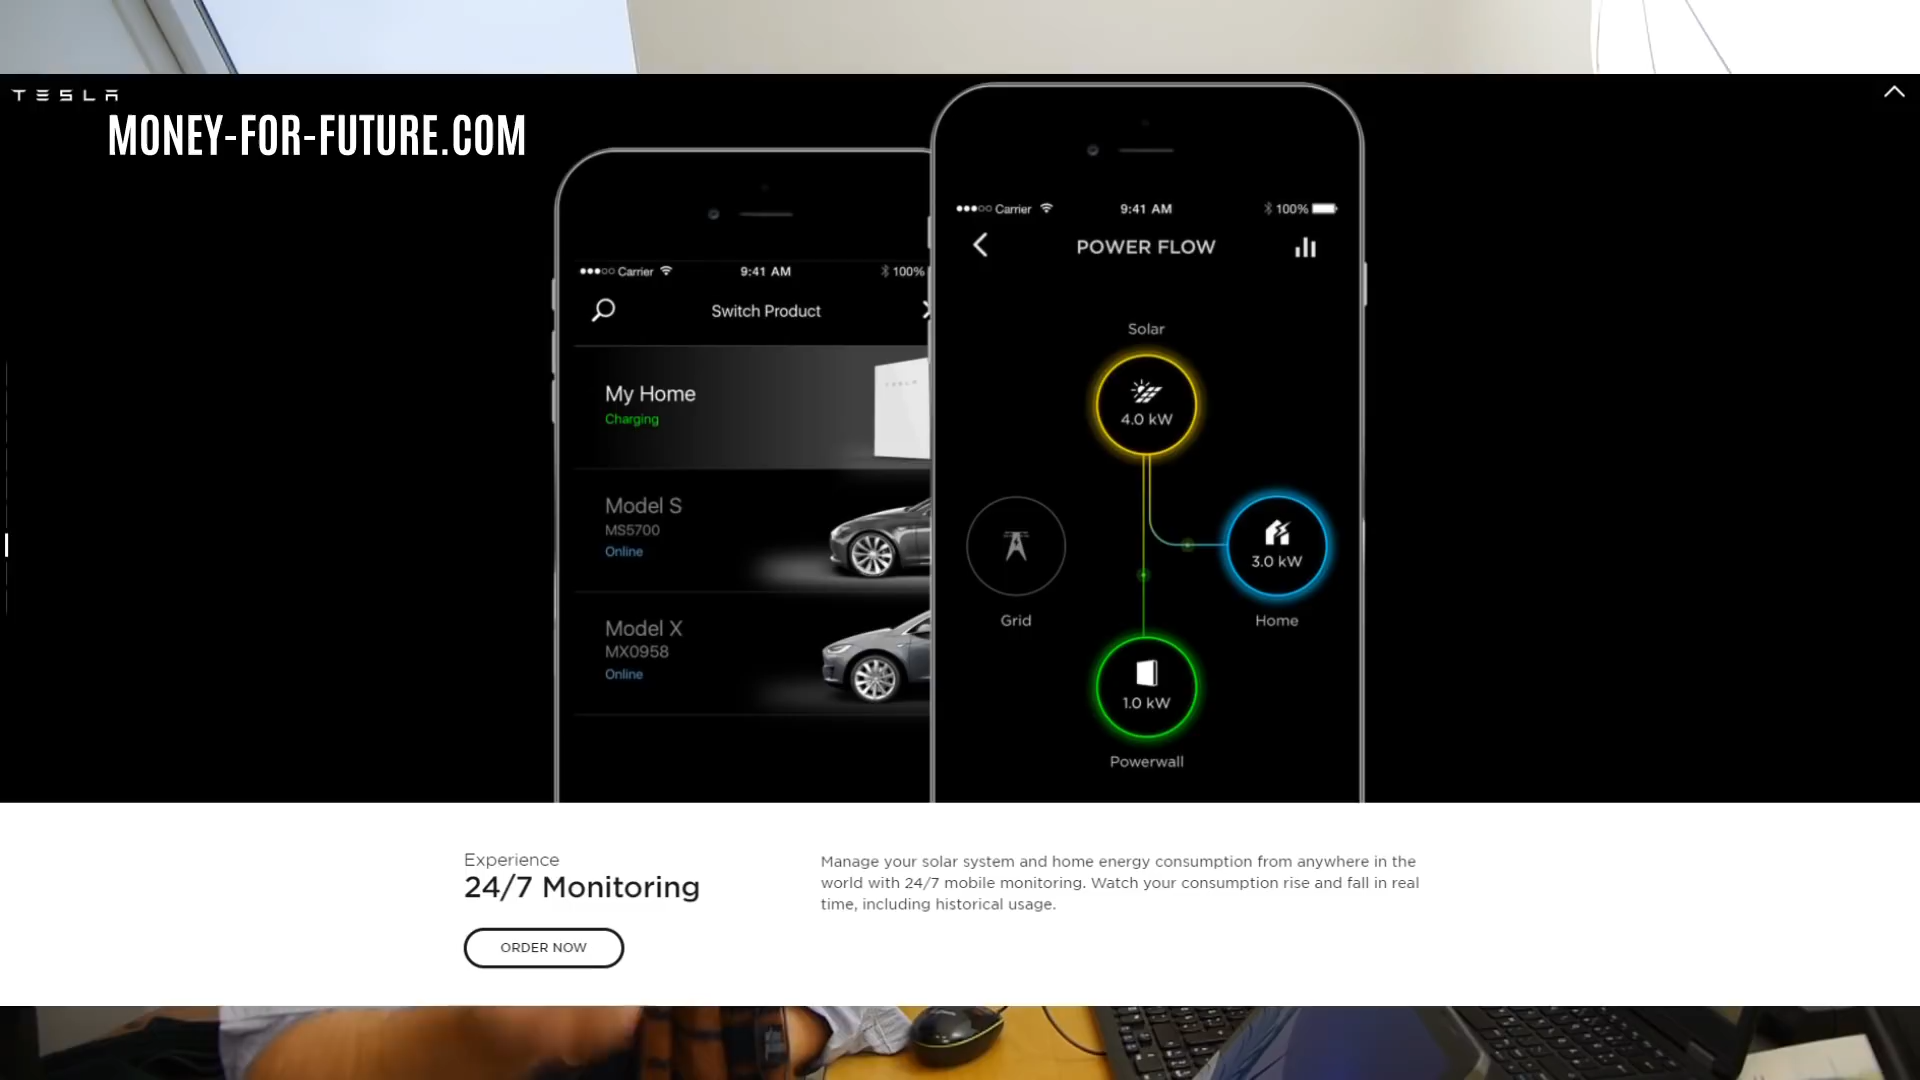 TESLA
MONEY-FOR-FUTURE.COM
Carrier 9:41 AM 100%
Switch Product
My Home
Charging
TESLA
Model S
MS5700
Online
Model X
MX0958
Online
Carrier 9:41 AM 100%
POWER FLOW
Solar
4.0 kW
Grid
3.0 kW
Home
1.0 kW
Powerwall
Experience
24/7 Monitoring
ORDER NOW
Manage your solar system and home energy consumption from anywhere in the
world with 24/7 mobile monitoring. Watch your consumption rise and fall in real
time, including historical usage.